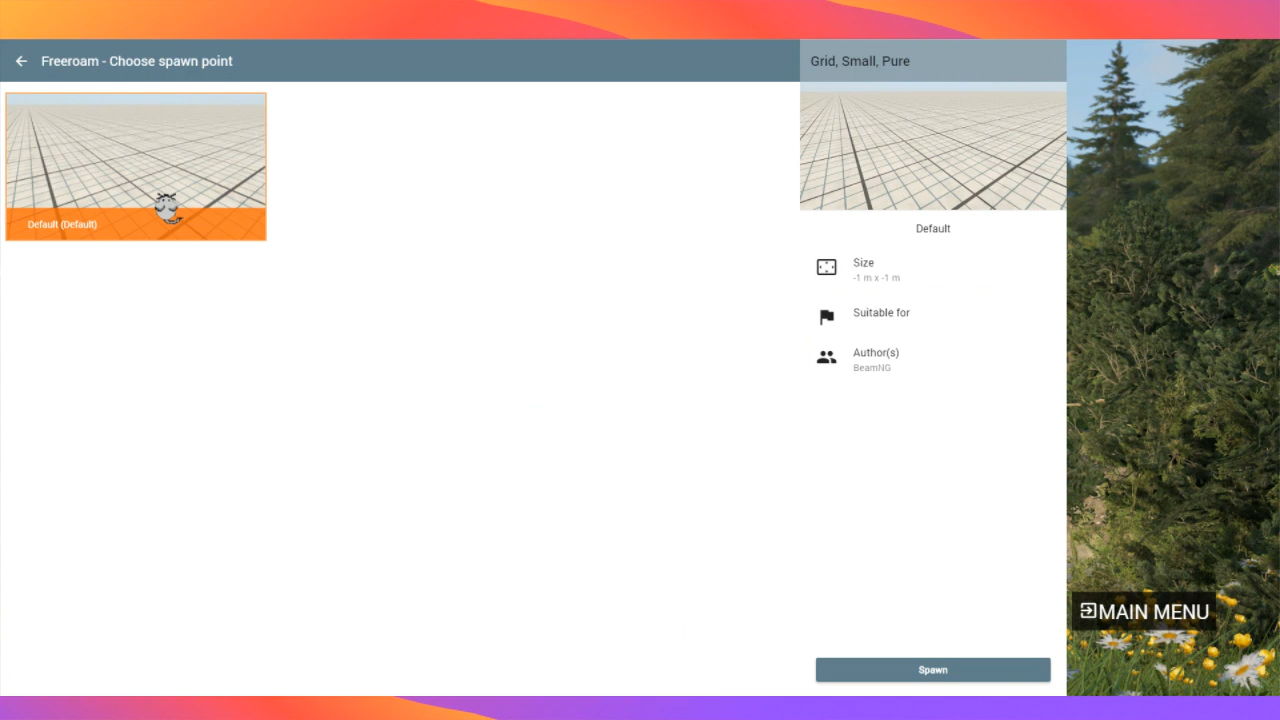 Freeroam - Choose spawn point
Default (Default)
Grid, Small, Pure
Default
Size
-1 m x -1 m
Suitable for
Author(s)
BeamNG
Spawn
MAIN MENU